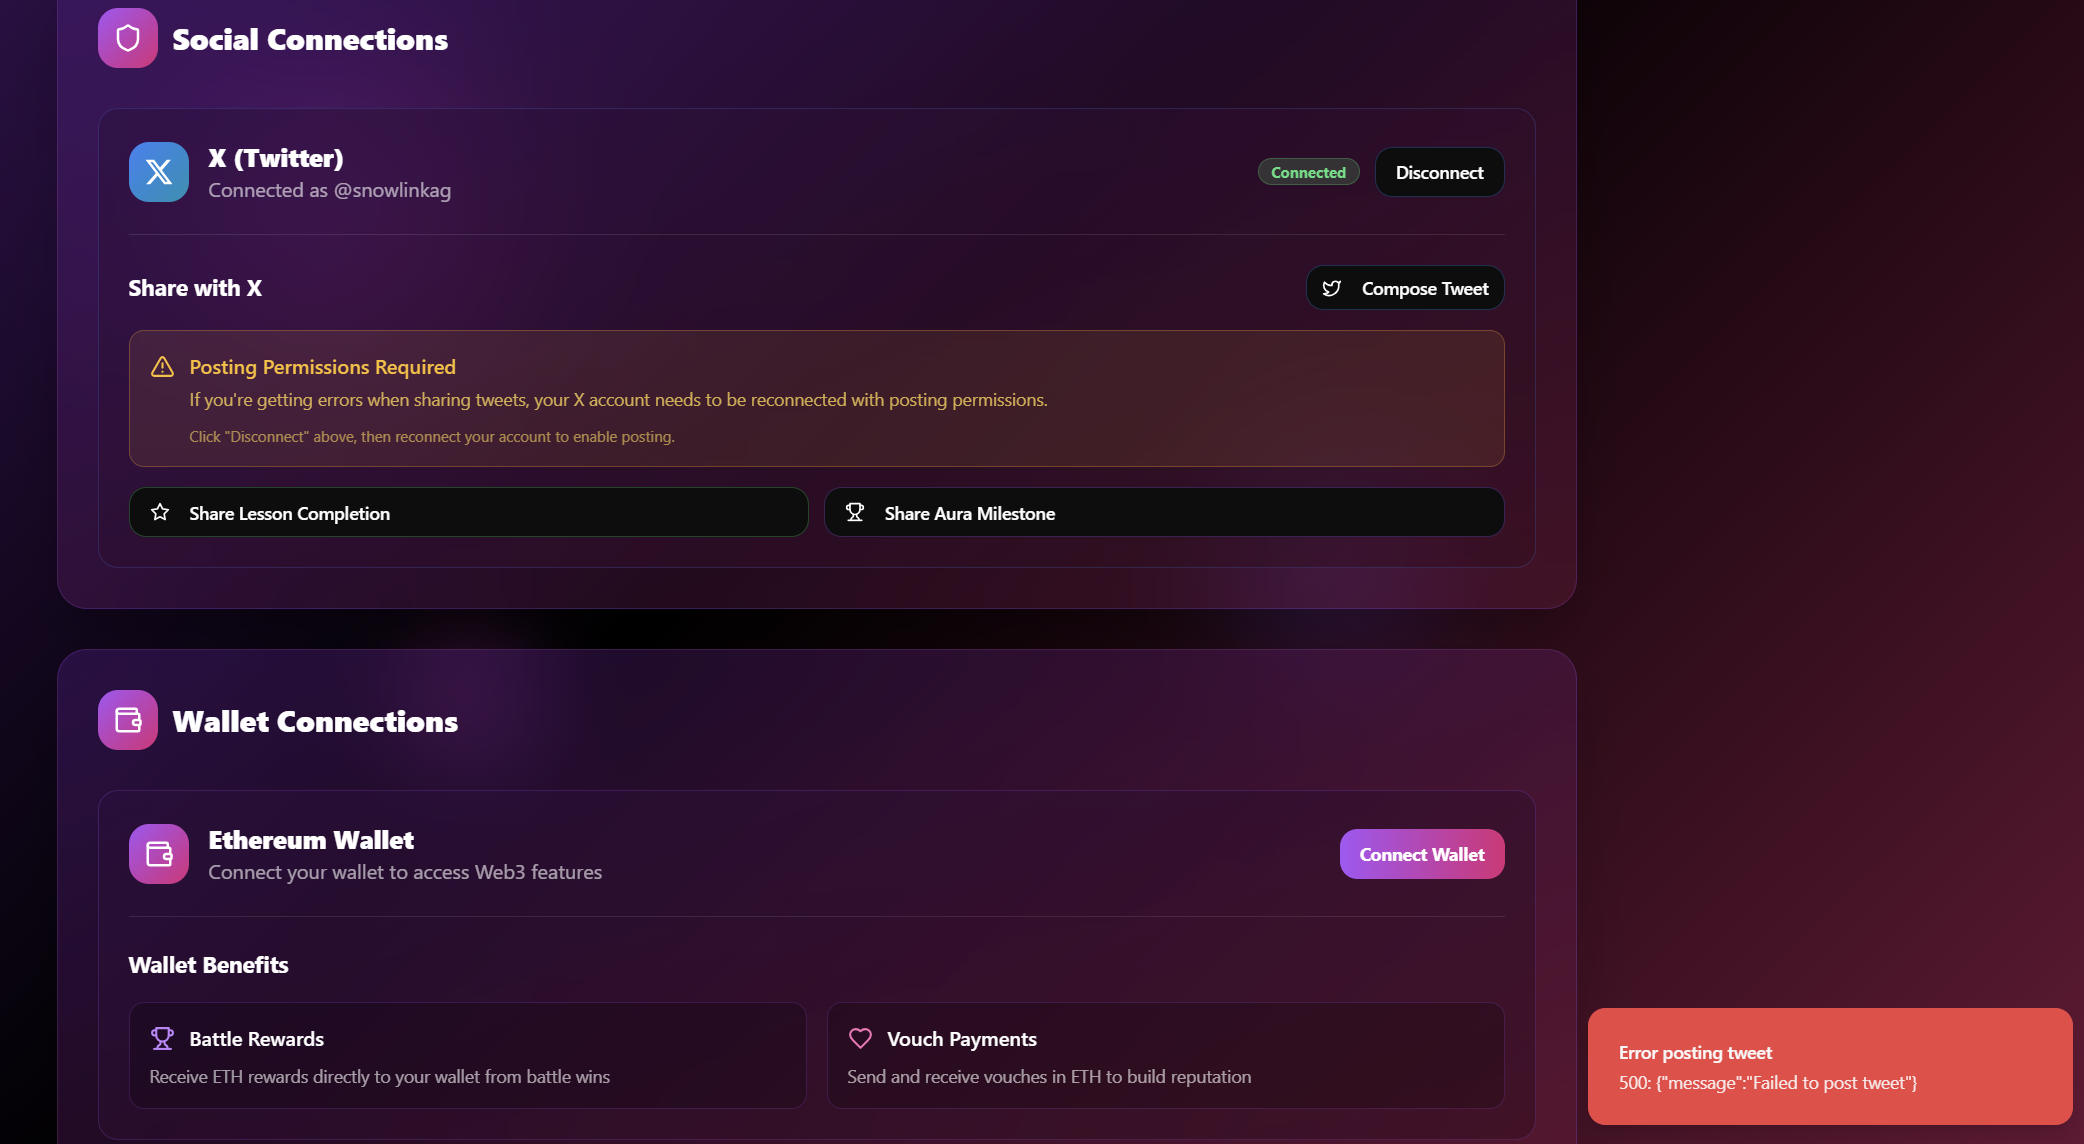 Social Connections
X (Twitter)
Connected as @snowlinkag
Connected
Disconnect
Share with X
Compose Tweet
Posting Permissions Required
If you're getting errors when sharing tweets, your X account needs to be reconnected with posting permissions.
Click "Disconnect" above, then reconnect your account to enable posting.
Share Lesson Completion
Share Aura Milestone
Wallet Connections
Ethereum Wallet
Connect your wallet to access Web3 features
Connect Wallet
Wallet Benefits
Battle Rewards
Receive ETH rewards directly to your wallet from battle wins
Vouch Payments
Send and receive vouches in ETH to build reputation
Error posting tweet
500: {"message":"Failed to post tweet"}